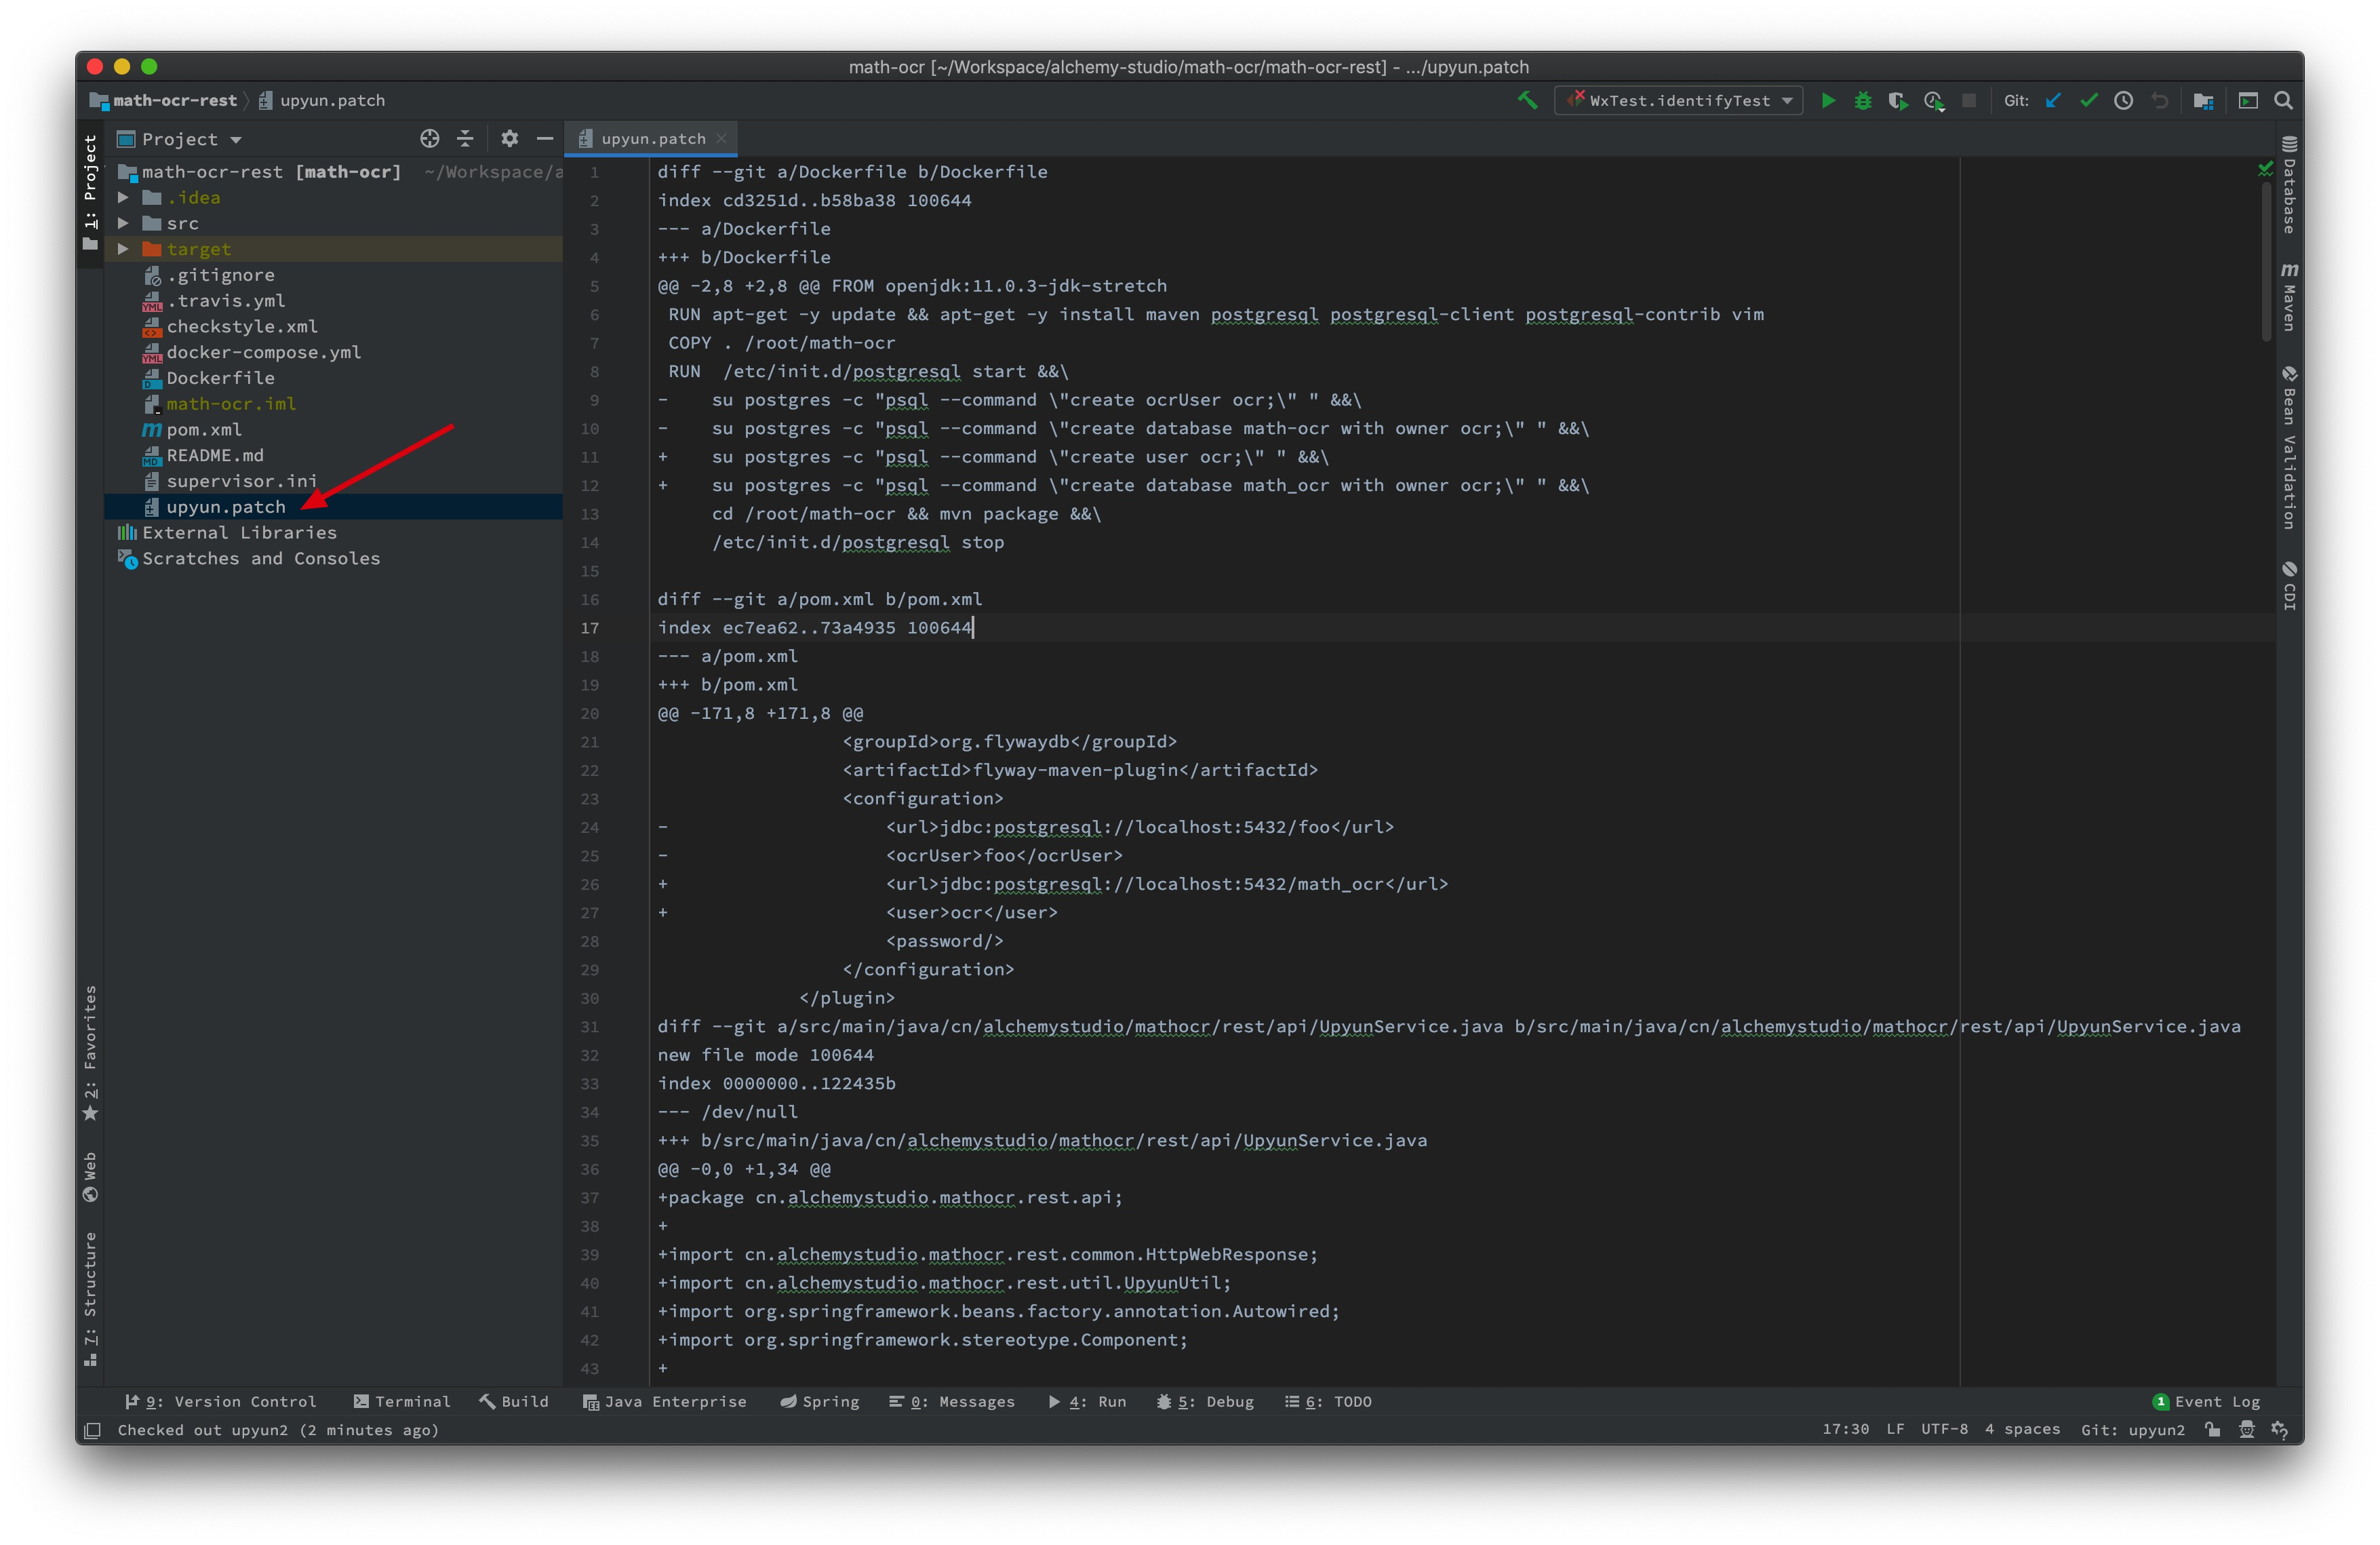 math-ocr [~/Workspace/alchemy-studio/math-ocr/math-ocr-rest] - .../upyun.patch
math-ocr-rest
upyun.patch
WxTest.identifyTest
Git:
1: Project
Project
math-ocr-rest [math-ocr] ~/Workspace/a
.idea
src
target
.gitignore
.travis.yml
checkstyle.xml
docker-compose.yml
Dockerfile
math-ocr.iml
pom.xml
README.md
supervisor.ini
upyun.patch
External Libraries
Scratches and Consoles
2: Favorites
Web
7: Structure
upyun.patch
1 diff --git a/Dockerfile b/Dockerfile
2 index cd3251d..b58ba38 100644
3 --- a/Dockerfile
4 +++ b/Dockerfile
5 @@ -2,8 +2,8 @@ FROM openjdk:11.0.3-jdk-stretch
6  RUN apt-get -y update && apt-get -y install maven postgresql postgresql-client postgresql-contrib vim
7  COPY . /root/math-ocr
8  RUN  /etc/init.d/postgresql start &&\
9 -    su postgres -c "psql --command \"create ocrUser ocr;\" " &&\
10 -    su postgres -c "psql --command \"create database math-ocr with owner ocr;\" " &&\
11 +    su postgres -c "psql --command \"create user ocr;\" " &&\
12 +    su postgres -c "psql --command \"create database math_ocr with owner ocr;\" " &&\
13      cd /root/math-ocr && mvn package &&\
14      /etc/init.d/postgresql stop
15
16 diff --git a/pom.xml b/pom.xml
17 index ec7ea62..73a4935 100644
18 --- a/pom.xml
19 +++ b/pom.xml
20 @@ -171,8 +171,8 @@
21                  <groupId>org.flywaydb</groupId>
22                  <artifactId>flyway-maven-plugin</artifactId>
23                  <configuration>
24 -                    <url>jdbc:postgresql://localhost:5432/foo</url>
25 -                    <ocrUser>foo</ocrUser>
26 +                    <url>jdbc:postgresql://localhost:5432/math_ocr</url>
27 +                    <user>ocr</user>
28                      <password/>
29                  </configuration>
30              </plugin>
31 diff --git a/src/main/java/cn/alchemystudio/mathocr/rest/api/UpyunService.java b/src/main/java/cn/alchemystudio/mathocr/rest/api/UpyunService.java
32 new file mode 100644
33 index 0000000..122435b
34 --- /dev/null
35 +++ b/src/main/java/cn/alchemystudio/mathocr/rest/api/UpyunService.java
36 @@ -0,0 +1,34 @@
37 +package cn.alchemystudio.mathocr.rest.api;
38 +
39 +import cn.alchemystudio.mathocr.rest.common.HttpWebResponse;
40 +import cn.alchemystudio.mathocr.rest.util.UpyunUtil;
41 +import org.springframework.beans.factory.annotation.Autowired;
42 +import org.springframework.stereotype.Component;
43 +
Database
Maven
Bean Validation
CDI
9: Version Control
Terminal
Build
Java Enterprise
Spring
0: Messages
4: Run
5: Debug
6: TODO
1 Event Log
Checked out upyun2 (2 minutes ago)
17:30 LF UTF-8 4 spaces Git: upyun2